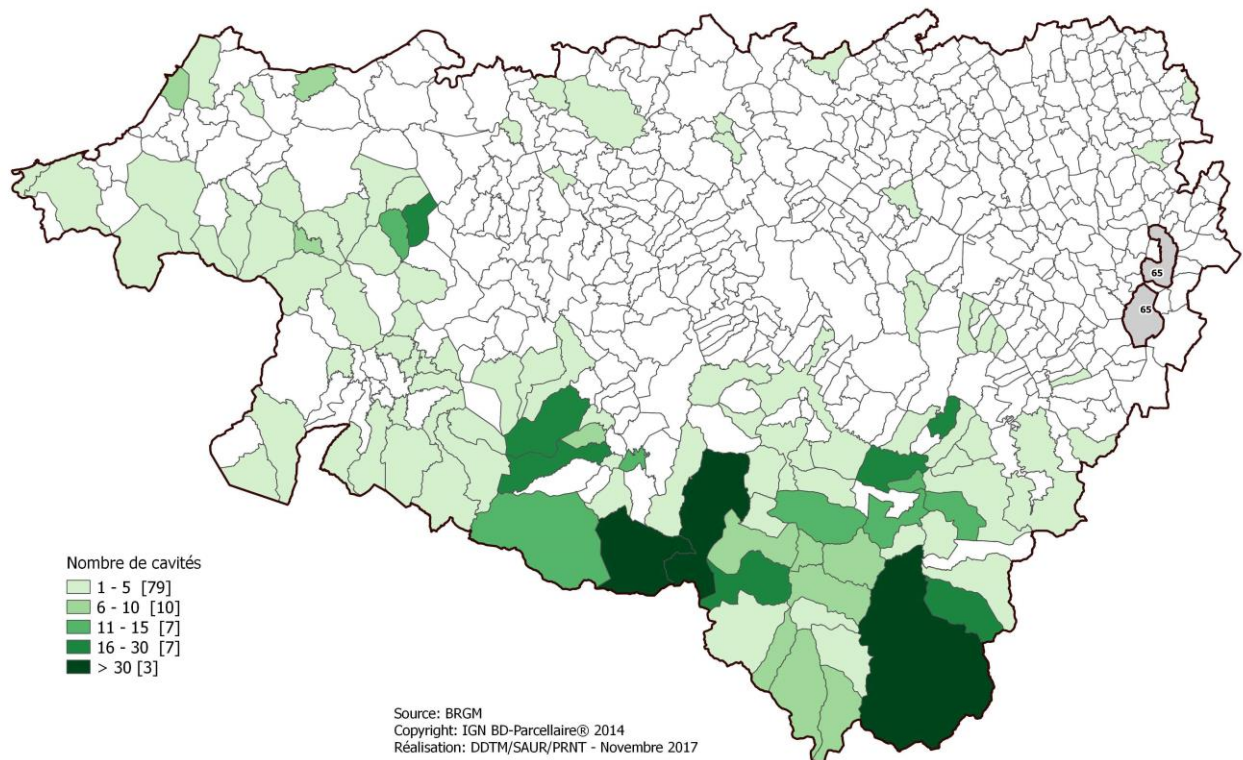 65
65
Nombre de cavités
1 - 5 [79]
6 - 10 [10]
11 - 15 [7]
16 - 30 [7]
> 30 [3]
Source: BRGM
Copyright: IGN BD-Parcellaire® 2014
Réalisation: DDTM/SAUR/PRNT - Novembre 2017